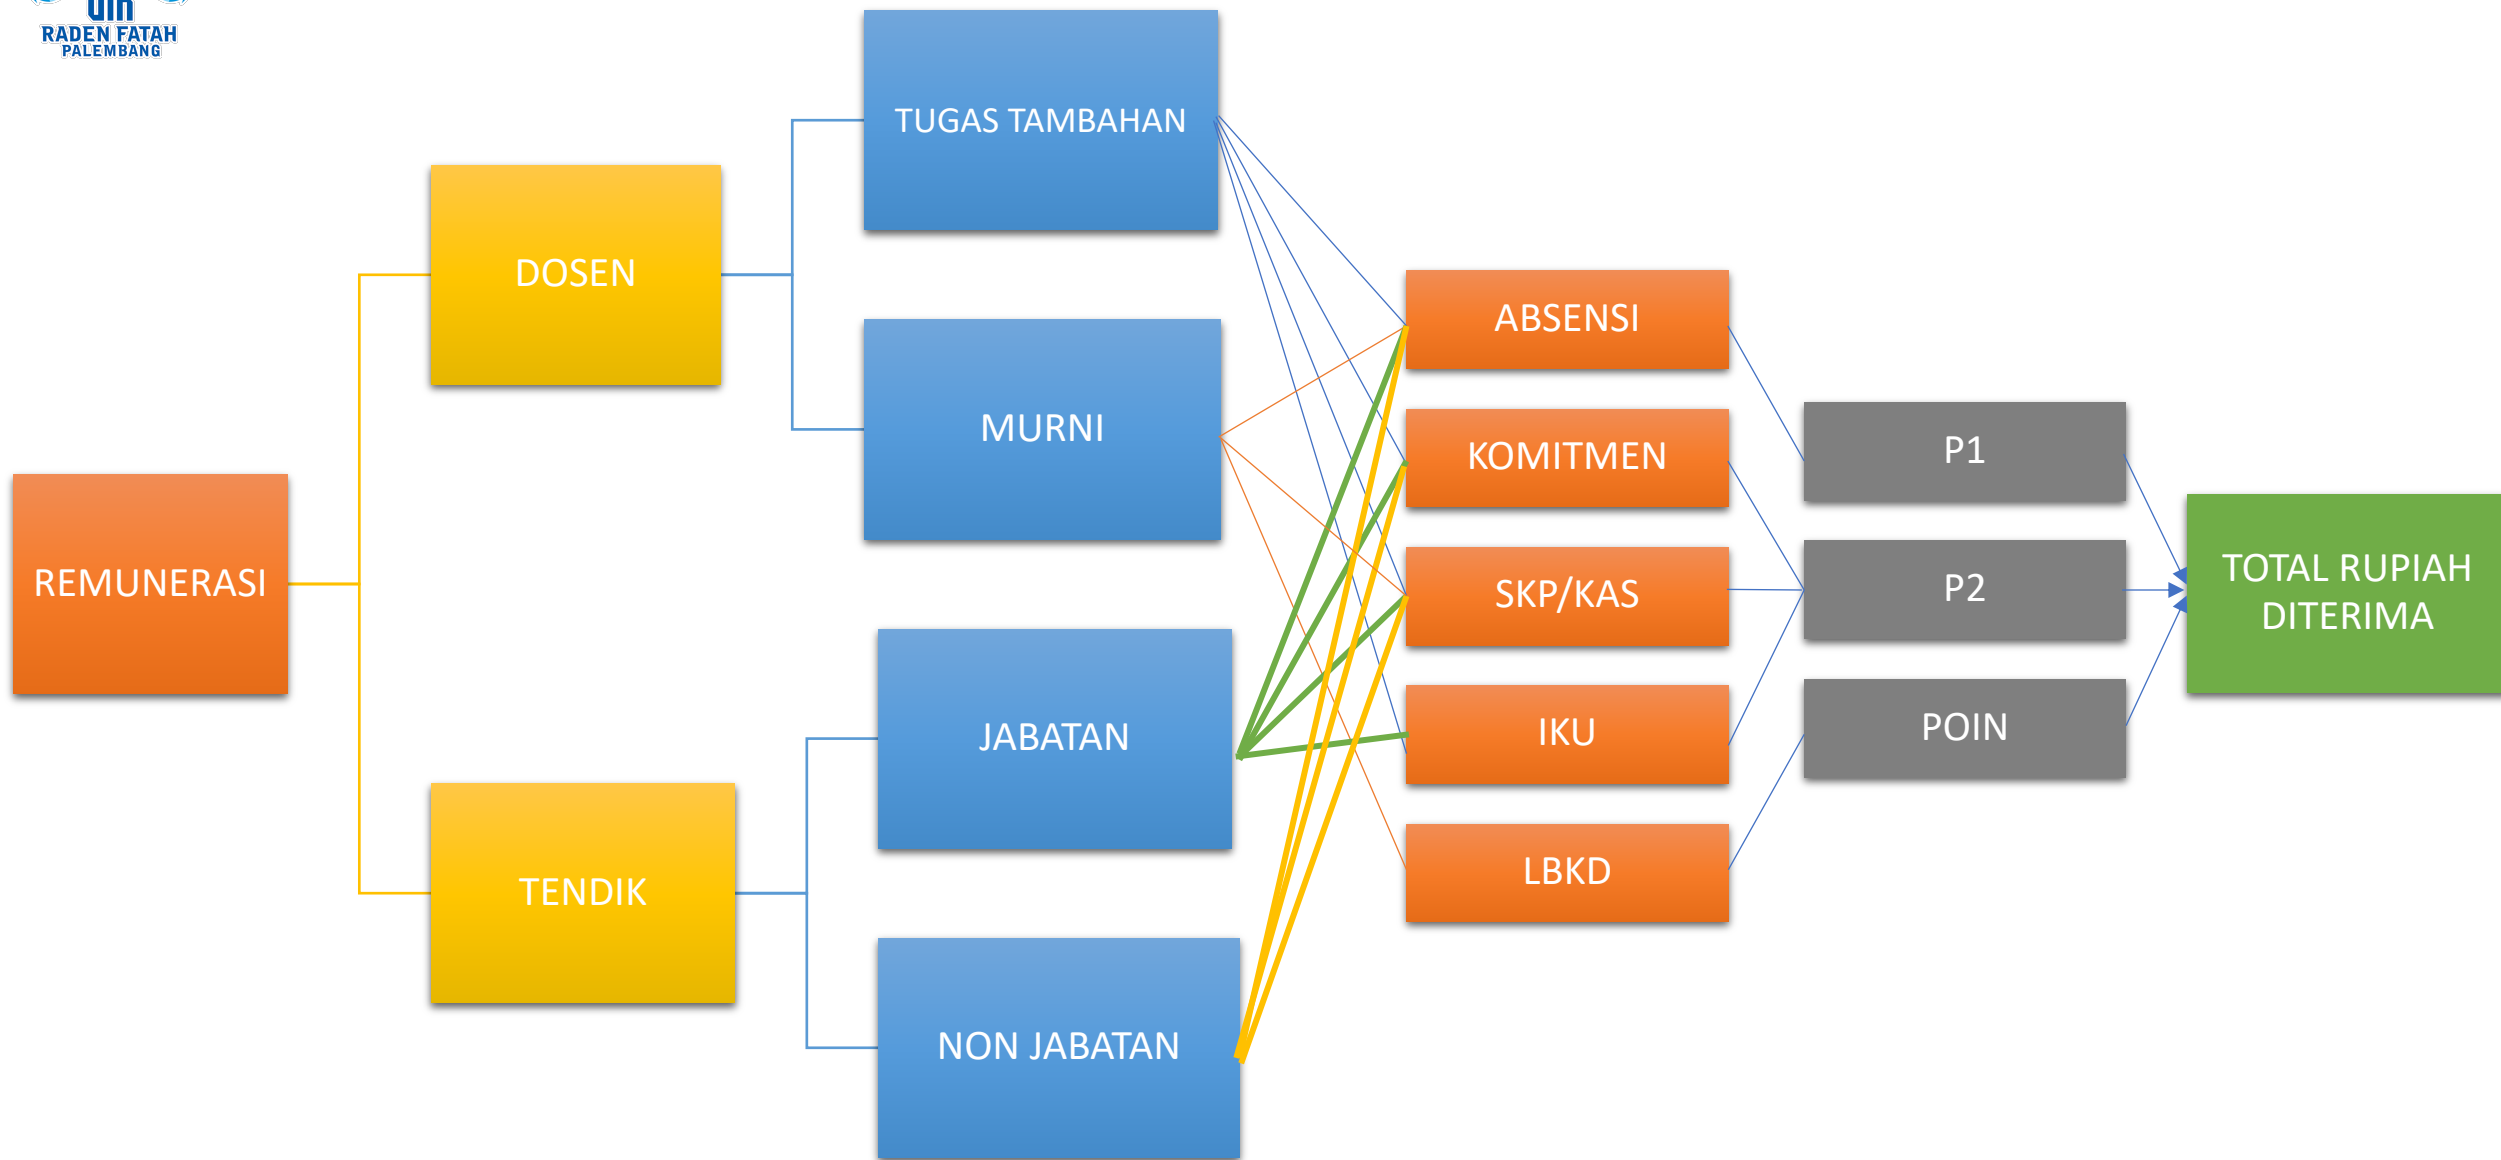 UIN
RADEN FATAH
PALEMBANG
TUGAS TAMBAHAN
DOSEN
MURNI
REMUNERASI
JABATAN
TENDIK
NON JABATAN
ABSENSI
KOMITMEN
SKP/KAS
IKU
LBKD
P1
P2
POIN
TOTAL RUPIAH
DITERIMA